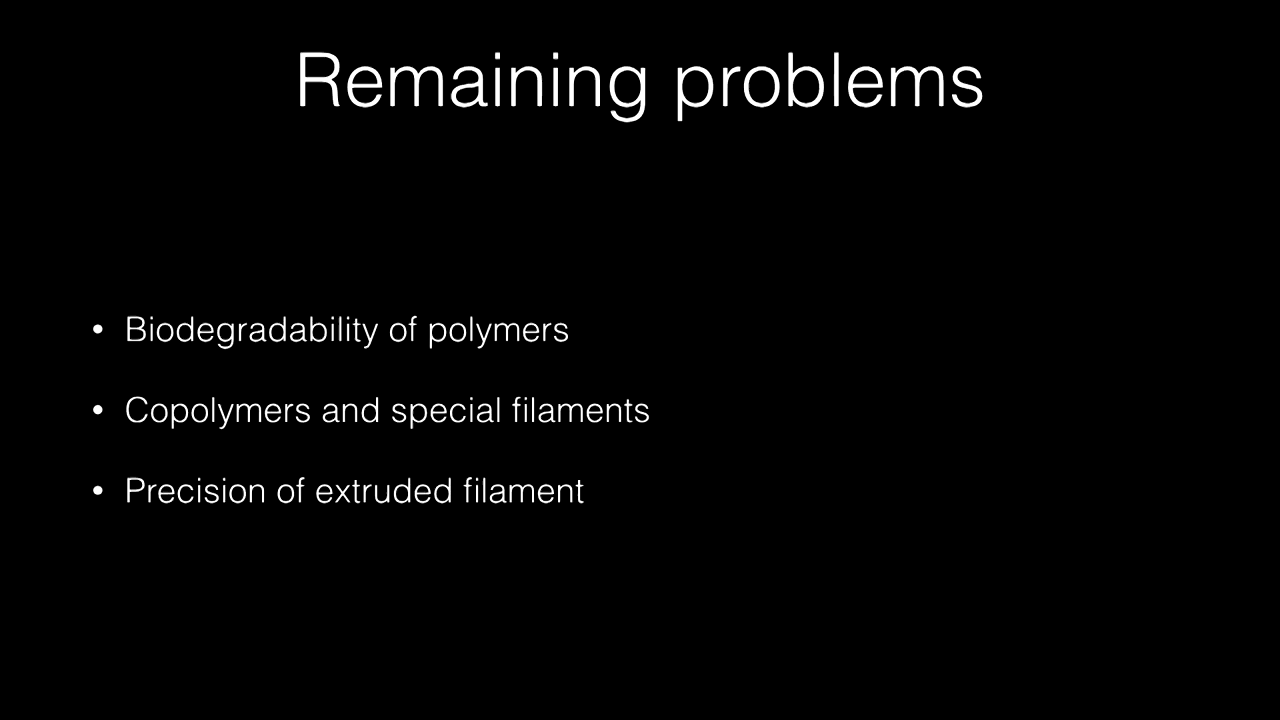 Remaining problems
• Biodegradability of polymers
• Copolymers and special filaments
• Precision of extruded filament